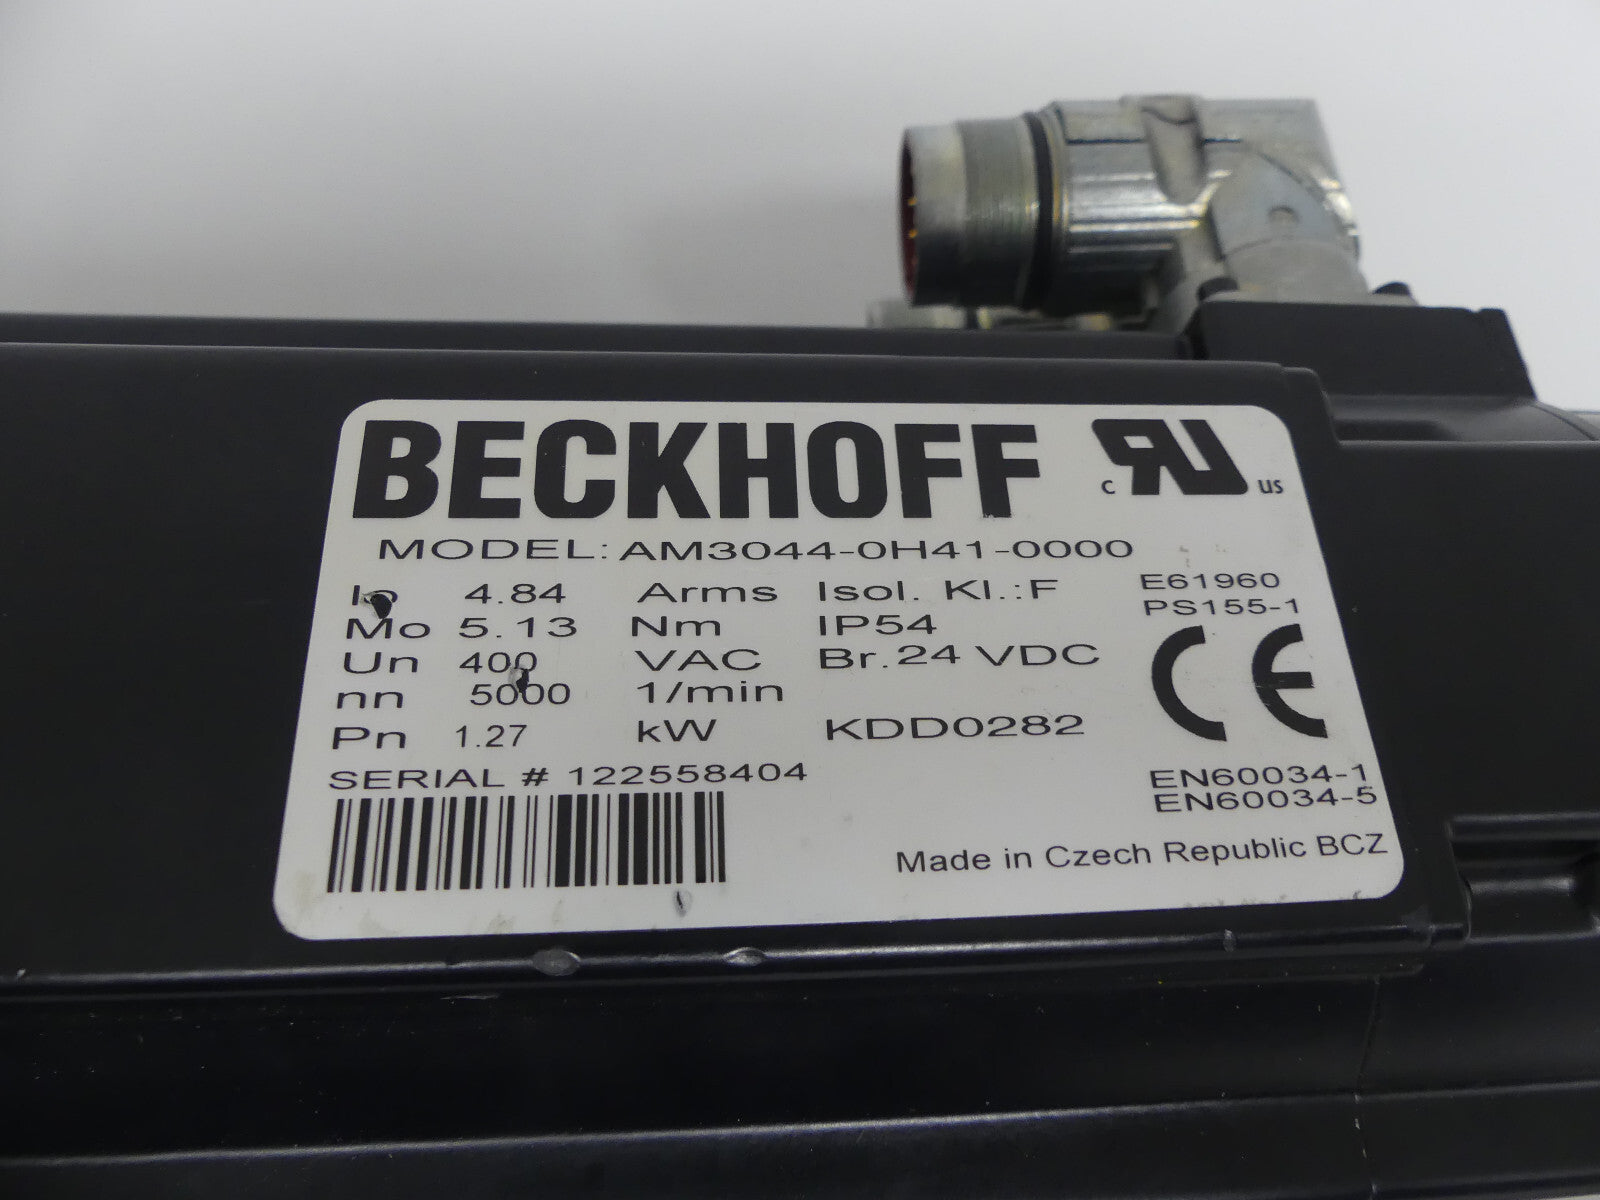 BECKHOFF
c RU us
MODEL: AM3044-0H41-0000
Io 4.84 Arms Isol. Kl.:F E61960
PS155-1
Mo 5.13 Nm IP54
Un 400 VAC Br. 24 VDC
nn 5000 1/min
Pn 1.27 kW KDD0282
CE
SERIAL # 122558404
EN60034-1
EN60034-5
Made in Czech Republic BCZ